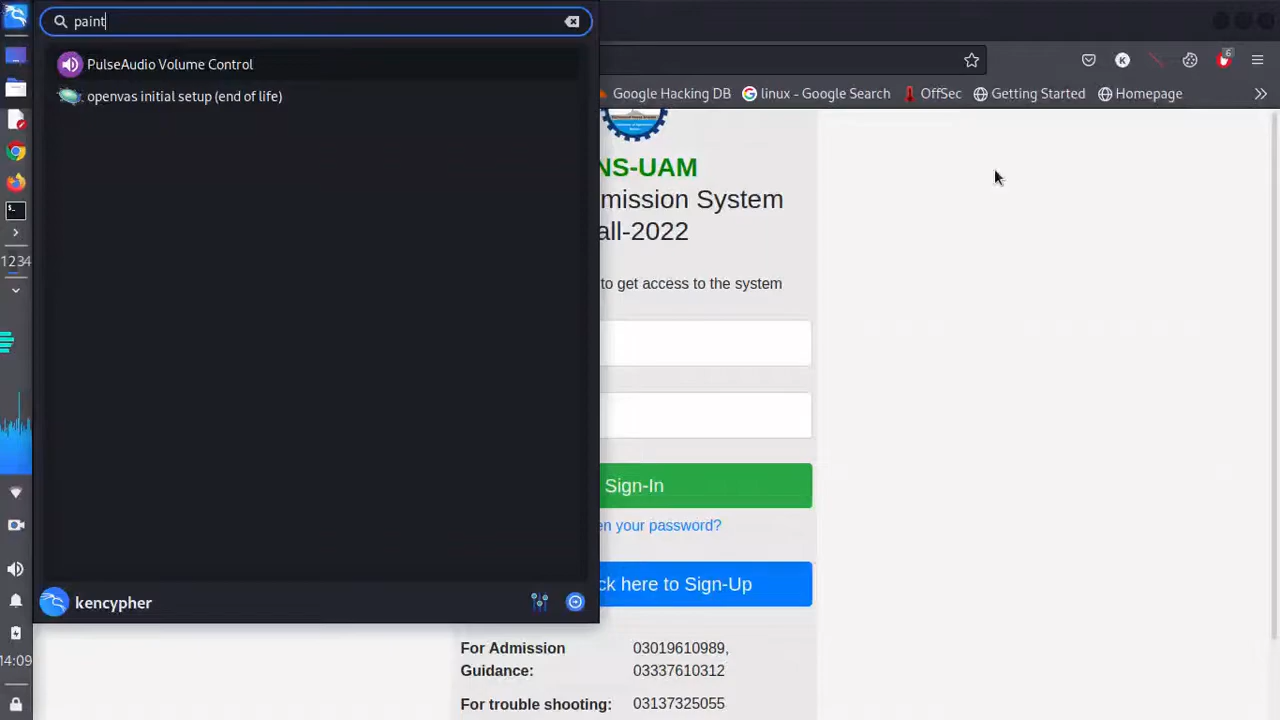 paint
PulseAudio Volume Control
openvas initial setup (end of life)
kencypher
1234
14:09
6
K
Google Hacking DB
linux - Google Search
OffSec
Getting Started
Homepage
NS-UAM
mission System
all-2022
to get access to the system
Sign-In
en your password?
ck here to Sign-Up
For Admission 03019610989,
Guidance: 03337610312
For trouble shooting: 03137325055